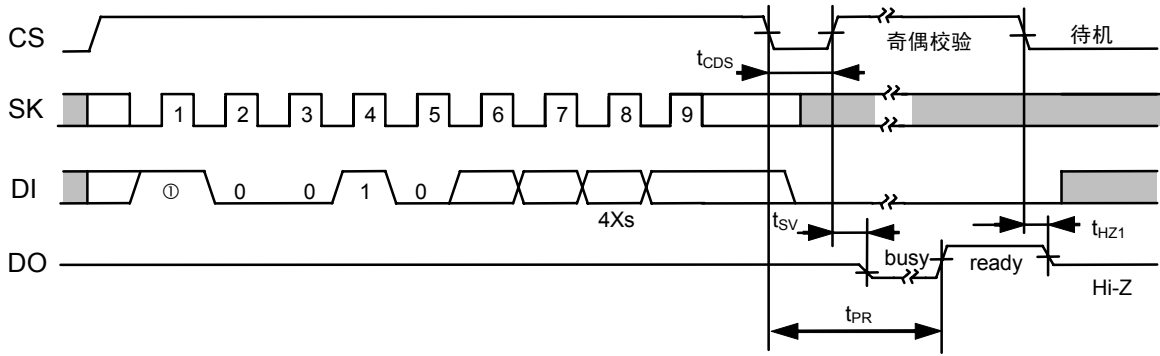 CS
奇偶校验
待机
tCDS
SK
1 2 3 4 5 6 7 8 9
DI
① 0 0 1 0
4Xs
tSV
tHZ1
DO
busy
ready
Hi-Z
tPR